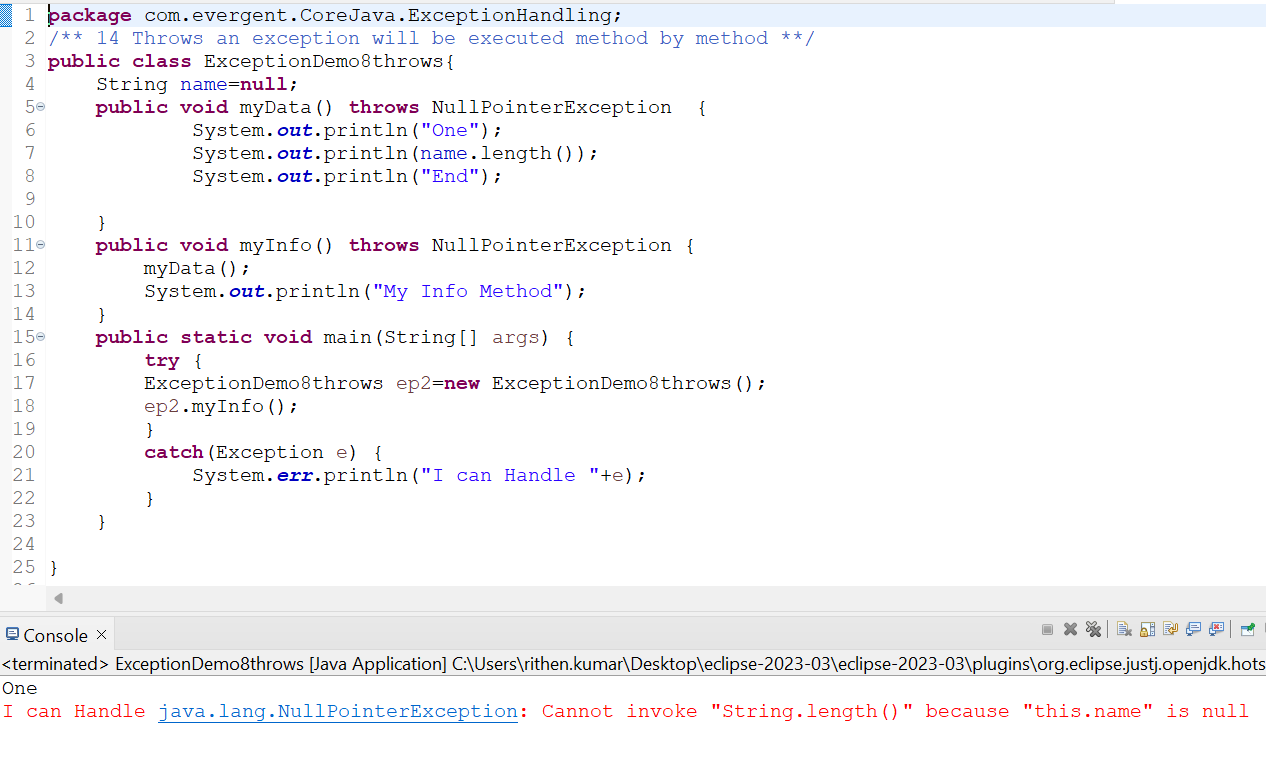 1 package com.evergent.CoreJava.ExceptionHandling;
2 /** 14 Throws an exception will be executed method by method **/
3 public class ExceptionDemo8throws{
4 String name=null;
5 public void myData() throws NullPointerException {
6 System.out.println("One");
7 System.out.println(name.length());
8 System.out.println("End");
9
10 }
11 public void myInfo() throws NullPointerException {
12 myData();
13 System.out.println("My Info Method");
14 }
15 public static void main(String[] args) {
16 try {
17 ExceptionDemo8throws ep2=new ExceptionDemo8throws();
18 ep2.myInfo();
19 }
20 catch(Exception e) {
21 System.err.println("I can Handle "+e);
22 }
23 }
24
25 }
Console
<terminated> ExceptionDemo8throws [Java Application] C:\Users\rithen.kumar\Desktop\eclipse-2023-03\eclipse-2023-03\plugins\org.eclipse.justj.openjdk.hots
One
I can Handle java.lang.NullPointerException: Cannot invoke "String.length()" because "this.name" is null